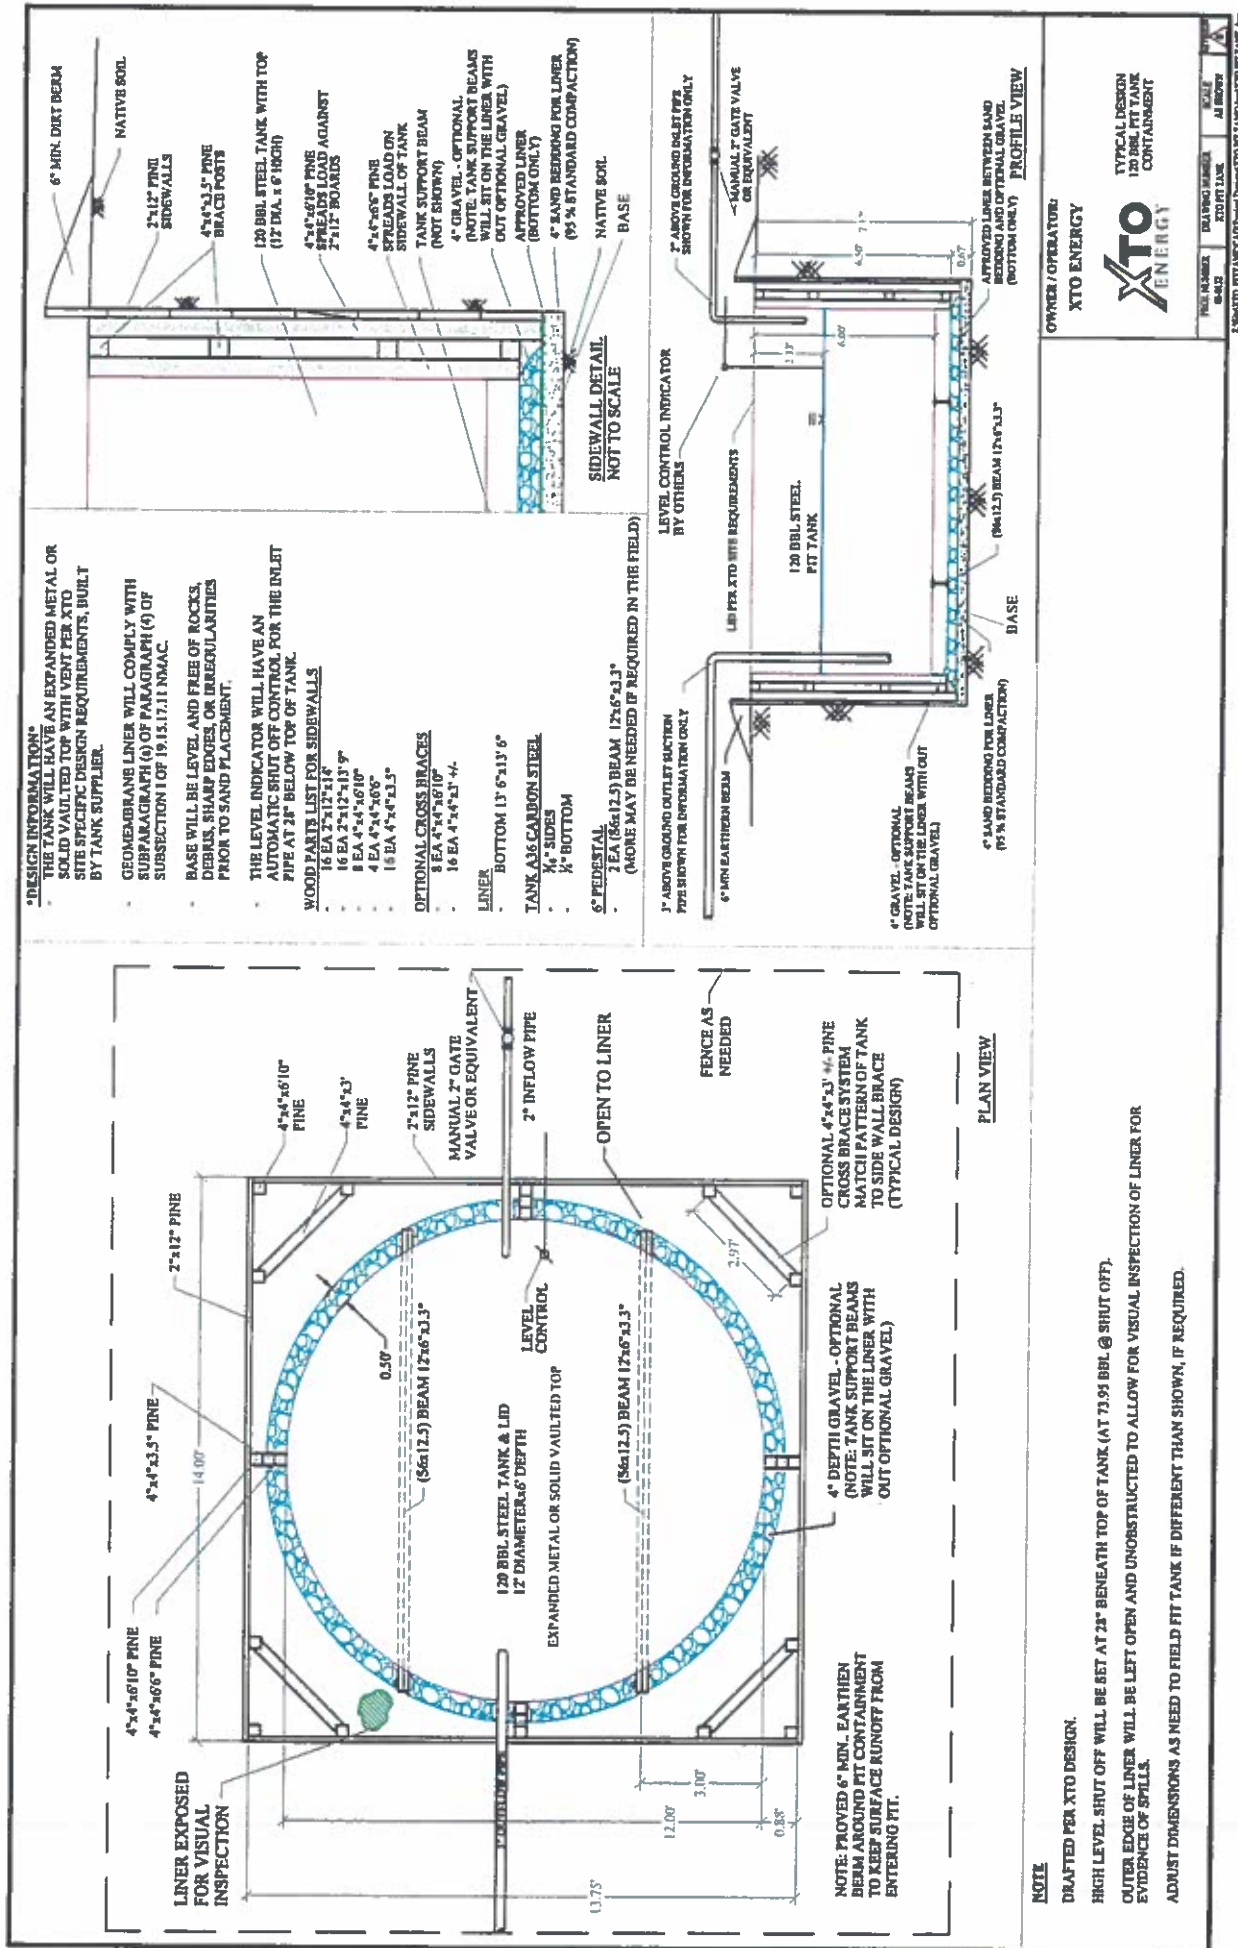 LINER EXPOSED
FOR VISUAL
INSPECTION
4"x4"x6'10" PINE
4"x4"x6'6" PINE
4"x4"x3.5" PINE
14.00'
2"x12" PINE
4"x4"x6'10"
PINE
4"x4"x3'
PINE
2"x12" PINE
SIDEWALLS
MANUAL 2" GATE
VALVE OR EQUIVALENT
2" INFLOW PIPE
OPEN TO LINER
FENCE AS
NEEDED
0.50'
(S6x12.5) BEAM 12'x6"x3.3"
LEVEL
CONTROL
120 BBL STEEL TANK & LID
12' DIAMETERx6' DEPTH
EXPANDED METAL OR SOLID VAULTED TOP
(S6x12.5) BEAM 12'x6"x3.3"
2.97'
13.75'
12.00'
3.00'
0.88'
OPTIONAL 4"x4"x3' +/- PINE
CROSS BRACE SYSTEM
MATCH PATTERN OF TANK
TO SIDE WALL BRACE
(TYPICAL DESIGN)
4" DEPTH GRAVEL - OPTIONAL
(NOTE: TANK SUPPORT BEAMS
WILL SIT ON THE LINER WITH
OUT OPTIONAL GRAVEL)
NOTE: PROVED 6" MIN.. EARTHEN
BERM AROUND PIT CONTAINMENT
TO KEEP SURFACE RUNOFF FROM
ENTERING PIT.
PLAN VIEW
NOTE
DRAFTED PER XTO DESIGN.
HIGH LEVEL SHUT OFF WILL BE SET AT 28" BENEATH TOP OF TANK (AT 73.95 BBL @ SHUT OFF).
OUTER EDGE OF LINER WILL BE LEFT OPEN AND UNOBSTRUCTED TO ALLOW FOR VISUAL INSPECTION OF LINER FOR
EVIDENCE OF SPILLS.
ADJUST DIMENSIONS AS NEED TO FIELD FIT TANK IF DIFFERENT THAN SHOWN, IF REQUIRED.
*DESIGN INFORMATION*
- THE TANK WILL HAVE AN EXPANDED METAL OR
SOLID VAULTED TOP WITH VENT PER XTO
SITE SPECIFIC DESIGN REQUIREMENTS, BUILT
BY TANK SUPPLIER.
- GEOMEMBRANE LINER WILL COMPLY WITH
SUBPARAGRAPH (a) OF PARAGRAPH (4) OF
SUBSECTION I OF 19.15.17.11 NMAC.
- BASE WILL BE LEVEL AND FREE OF ROCKS,
DEBRIS, SHARP EDGES, OR IRREGULARITIES
PRIOR TO SAND PLACEMENT.
- THE LEVEL INDICATOR WILL HAVE AN
AUTOMATIC SHUT OFF CONTROL FOR THE INLET
PIPE AT 28" BELOW TOP OF TANK.
WOOD PARTS LIST FOR SIDEWALLS
- 16 EA 2"x12"x14'
- 16 EA 2"x12"x13'9"
- 8 EA 4"x4"x6'10"
- 4 EA 4"x4"x6'6"
- 16 EA 4"x4"x3.5"
OPTIONAL CROSS BRACES
- 8 EA 4"x4"x6'10"
- 16 EA 4"x4"x3' +/-
LINER
- BOTTOM 13' 6"x13' 6"
TANK A36 CARBON STEEL
- SIDES
- ¼" BOTTOM
6" PEDESTAL
- 2 EA (S6x12.5) BEAM 12'x6"x3.3"
(MORE MAY BE NEEDED IF REQUIRED IN THE FIELD)
6" MIN. DIRT BERM
NATIVE SOIL
2"x12" PINE
SIDEWALLS
4"x4"x3.5" PINE
BRACE POSTS
120 BBL STEEL TANK WITH TOP
(12' DIA. x 6' HIGH)
4"x4"x6'10" PINE
SPREADS LOAD AGAINST
2"x12" BOARDS
4"x4"x6'6" PINE
SPREADS LOAD ON
SIDEWALL OF TANK
TANK SUPPORT BEAM
(NOT SHOWN)
4" GRAVEL - OPTIONAL
(NOTE: TANK SUPPORT BEAMS
WILL SIT ON THE LINER WITH
OUT OPTIONAL GRAVEL)
APPROVED LINER
(BOTTOM ONLY)
4" SAND BEDDING FOR LINER
(95 % STANDARD COMPACTION)
NATIVE SOIL
BASE
SIDEWALL DETAIL
NOT TO SCALE
3" ABOVE GROUND OUTLET SUCTION
PIPE SHOWN FOR INFORMATION ONLY
6" MIN EARTHERN BERM
LEVEL CONTROL INDICATOR
BY OTHERS
LID PER XTO SITE REQUIREMENTS
120 BBL STEEL
PIT TANK
2" ABOVE GROUND INLET PIPE
SHOWN FOR INFORMATION ONLY
MANUAL 2" GATE VALVE
OR EQUIVALENT
2.33'
6.00'
6.50'
0.67'
4" GRAVEL - OPTIONAL
(NOTE: TANK SUPPORT BEAMS
WILL SIT ON THE LINER WITH OUT
OPTIONAL GRAVEL)
4" SAND BEDDING FOR LINER
(95 % STANDARD COMPACTION)
BASE
(S6x12.5) BEAM 12'x6"x3.3"
APPROVED LINER BETWEEN SAND
BEDDING AND OPTIONAL GRAVEL
(BOTTOM ONLY)
PROFILE VIEW
OWNER / OPERATOR:
XTO ENERGY
XTO
ENERGY
TYPICAL DESIGN
120 BBL PIT TANK
CONTAINMENT
DRAWING NUMBER
XTO PIT TANK
SCALE
AS SHOWN